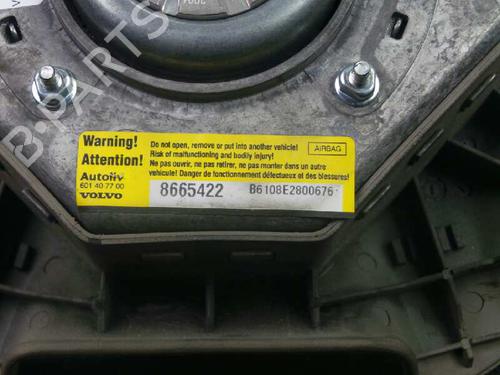 Warning!
Attention!
Autoliv
601 40 77 00
VOLVO
Do not open, remove or put into another vehicle!
Risk of malfunctioning and bodily injury!
Ne pas ouvrir, ne pas retirer, ne pas monter dans un autre
vehicule! Danger de fonctionnement défectueux et des blessures!
AIRBAG
8665422
B6108E2800676
B-PARTS